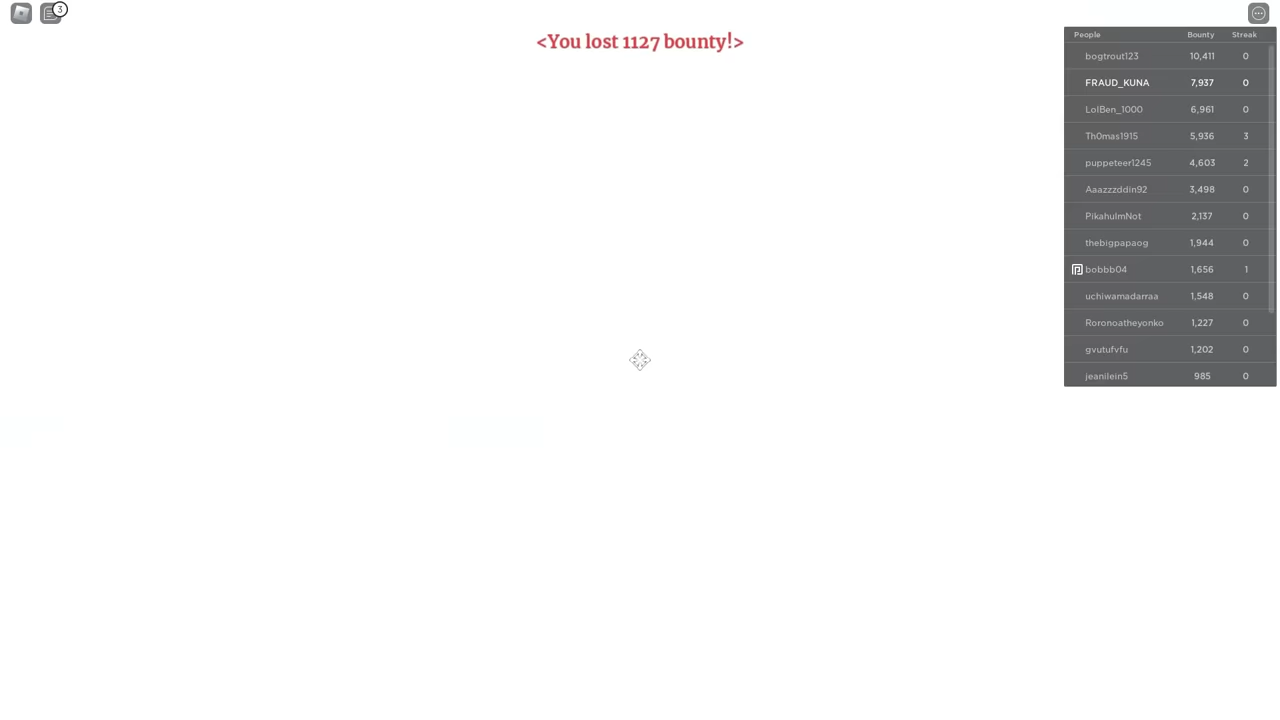 3
<You lost 1127 bounty!>
People Bounty Streak
bogtrout123 10,411 0
FRAUD_KUNA 7,937 0
LolBen_1000 6,961 0
Th0mas1915 5,936 3
puppeteer1245 4,603 2
Aaazzzddin92 3,498 0
PikahuImNot 2,137 0
thebigpapaog 1,944 0
bobbb04 1,656 1
uchiwamadarraa 1,548 0
Roronoatheyonko 1,227 0
gvutufvfu 1,202 0
jeanilein5 985 0